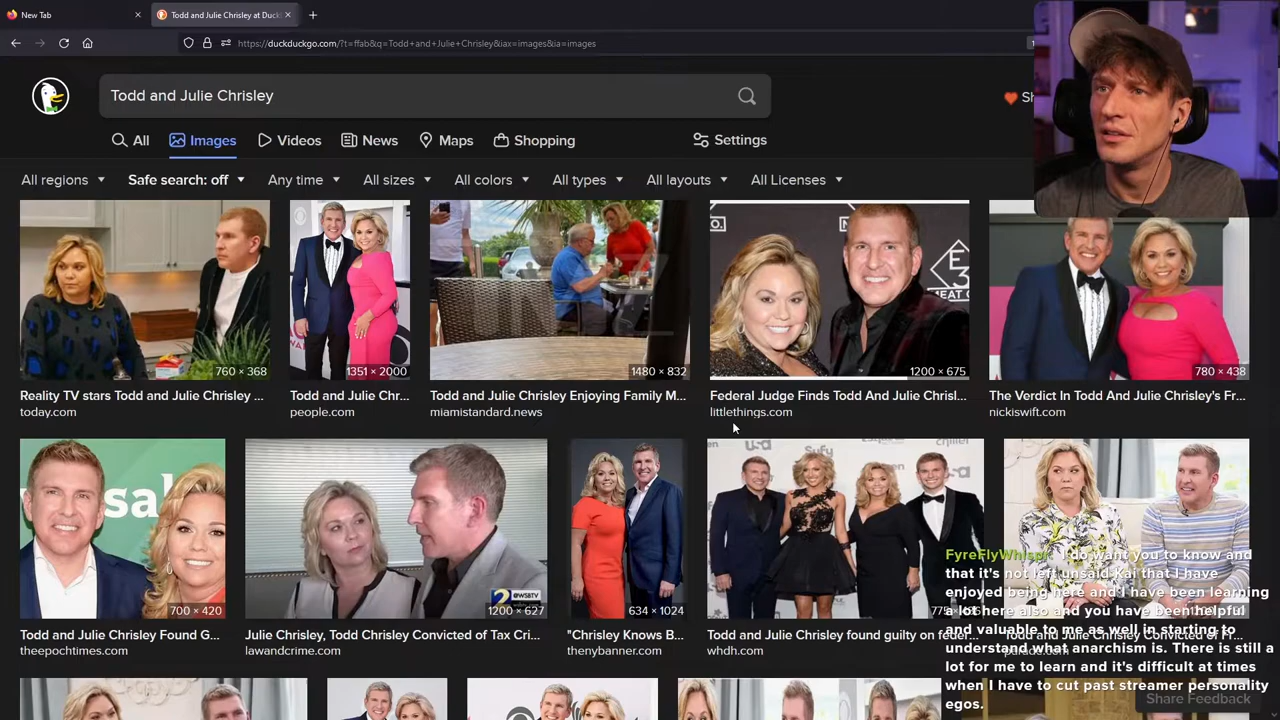 New Tab
Todd and Julie Chrisley at Duck
https://duckduckgo.com/?t=ffab&q=Todd+and+Julie+Chrisley&iax=images&ia=images
Todd and Julie Chrisley
All
Images
Videos
News
Maps
Shopping
Settings
All regions
Safe search: off
Any time
All sizes
All colors
All types
All layouts
All Licenses
760 × 368
1351 × 2000
1480 × 832
1200 × 675
780 × 438
Reality TV stars Todd and Julie Chrisley ...
Todd and Julie Chr...
Todd and Julie Chrisley Enjoying Family M...
Federal Judge Finds Todd And Julie Chrisl...
The Verdict In Todd And Julie Chrisley's Fr...
today.com
people.com
miamistandard.news
littlethings.com
nickiswift.com
usa
Syfy
WSBTV
700 × 420
1200 × 627
634 × 1024
Todd and Julie Chrisley Found G...
Julie Chrisley, Todd Chrisley Convicted of Tax Cri...
"Chrisley Knows B...
Todd and Julie Chrisley found guilty on
theepochtimes.com
lawandcrime.com
thenybanner.com
whdh.com
I do want you to know and
that it's not left unsaid Kai that I have
enjoyed being here and I have been learning
a lot here also and you have been helpful
and valuable to me as well in starting to
understand what anarchism is. There is still a
lot for me to learn and it's difficult at times
when I have to cut past streamer personality
egos.
Share Feedback